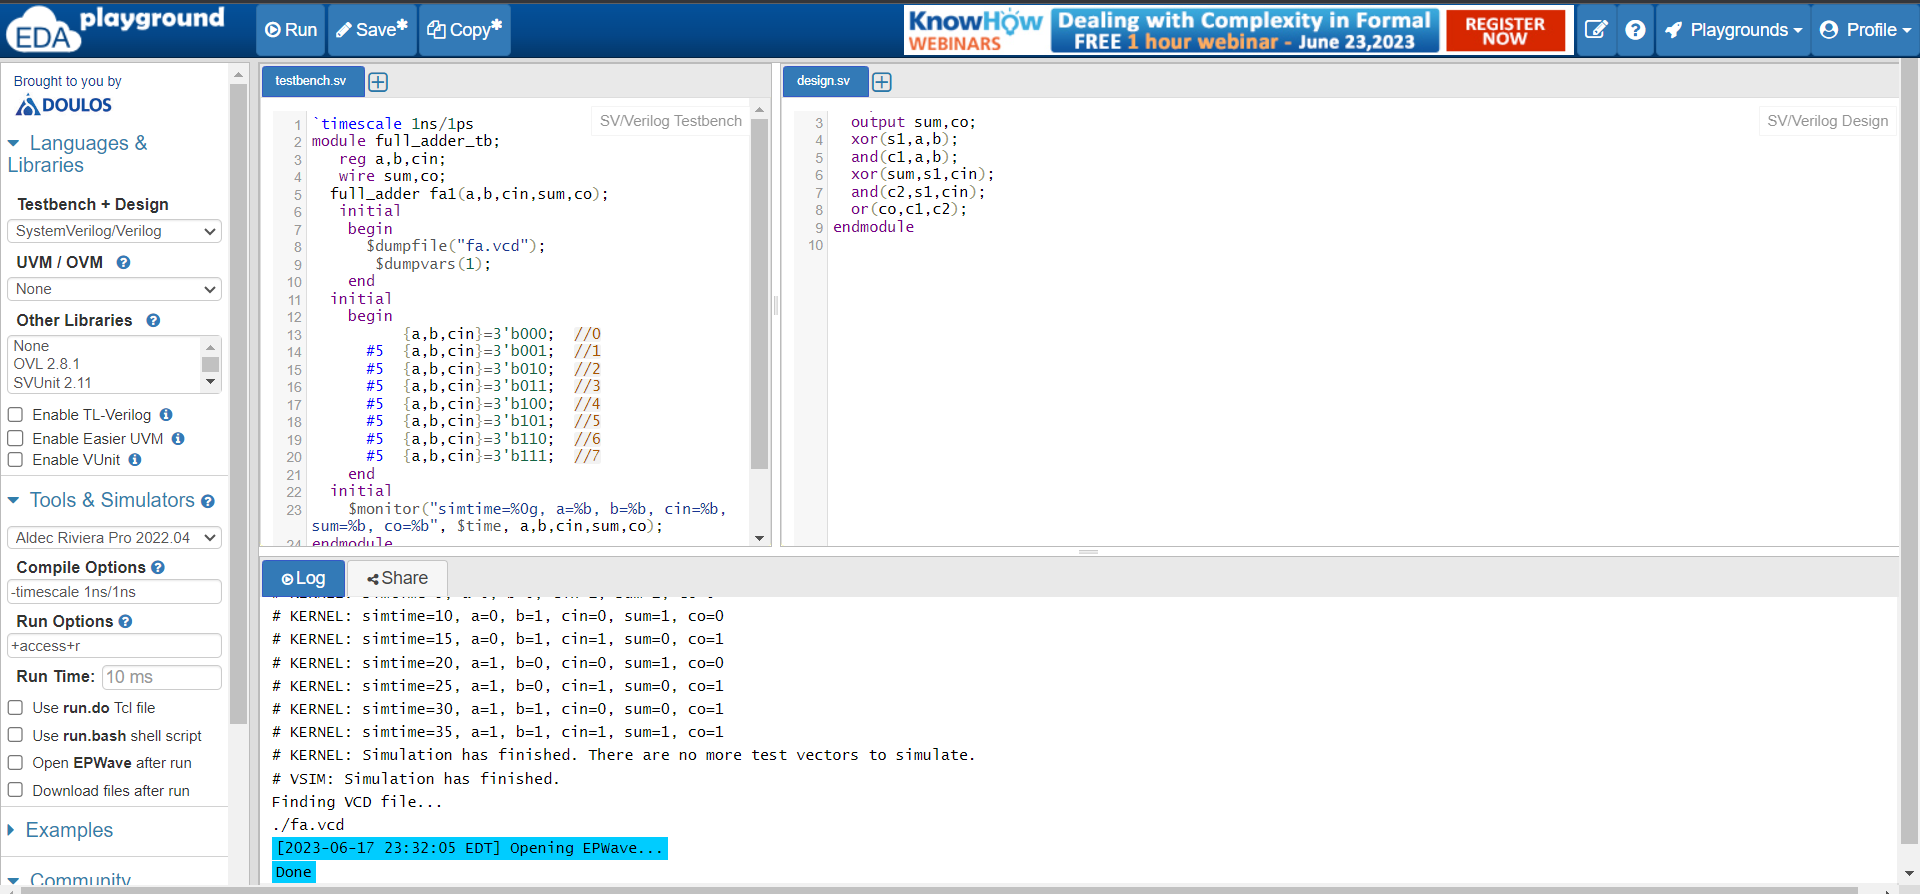 EDA playground
Run
Save*
Copy*
KnowHow WEBINARS
Dealing with Complexity in Formal
FREE 1 hour webinar - June 23,2023
REGISTER NOW
Playgrounds
Profile
Brought to you by
DOULOS
Languages & Libraries
Testbench + Design
SystemVerilog/Verilog
UVM / OVM
None
Other Libraries
None
OVL 2.8.1
SVUnit 2.11
Enable TL-Verilog
Enable Easier UVM
Enable VUnit
Tools & Simulators
Aldec Riviera Pro 2022.04
Compile Options
-timescale 1ns/1ns
Run Options
+access+r
Run Time: 10 ms
Use run.do Tcl file
Use run.bash shell script
Open EPWave after run
Download files after run
Examples
Community
testbench.sv
SV/Verilog Testbench
1 `timescale 1ns/1ps
2 module full_adder_tb;
3 reg a,b,cin;
4 wire sum,co;
5 full_adder fa1(a,b,cin,sum,co);
6 initial
7 begin
8 $dumpfile("fa.vcd");
9 $dumpvars(1);
10 end
11 initial
12 begin
13 {a,b,cin}=3'b000; //0
14 #5 {a,b,cin}=3'b001; //1
15 #5 {a,b,cin}=3'b010; //2
16 #5 {a,b,cin}=3'b011; //3
17 #5 {a,b,cin}=3'b100; //4
18 #5 {a,b,cin}=3'b101; //5
19 #5 {a,b,cin}=3'b110; //6
20 #5 {a,b,cin}=3'b111; //7
21 end
22 initial
23 $monitor("simtime=%0g, a=%b, b=%b, cin=%b,
sum=%b, co=%b", $time, a,b,cin,sum,co);
24 endmodule
design.sv
SV/Verilog Design
3 output sum,co;
4 xor(s1,a,b);
5 and(c1,a,b);
6 xor(sum,s1,cin);
7 and(c2,s1,cin);
8 or(co,c1,c2);
9 endmodule
10
Log
Share
# KERNEL: simtime=10, a=0, b=1, cin=0, sum=1, co=0
# KERNEL: simtime=15, a=0, b=1, cin=1, sum=0, co=1
# KERNEL: simtime=20, a=1, b=0, cin=0, sum=1, co=0
# KERNEL: simtime=25, a=1, b=0, cin=1, sum=0, co=1
# KERNEL: simtime=30, a=1, b=1, cin=0, sum=0, co=1
# KERNEL: simtime=35, a=1, b=1, cin=1, sum=1, co=1
# KERNEL: Simulation has finished. There are no more test vectors to simulate.
# VSIM: Simulation has finished.
Finding VCD file...
./fa.vcd
[2023-06-17 23:32:05 EDT] Opening EPWave...
Done